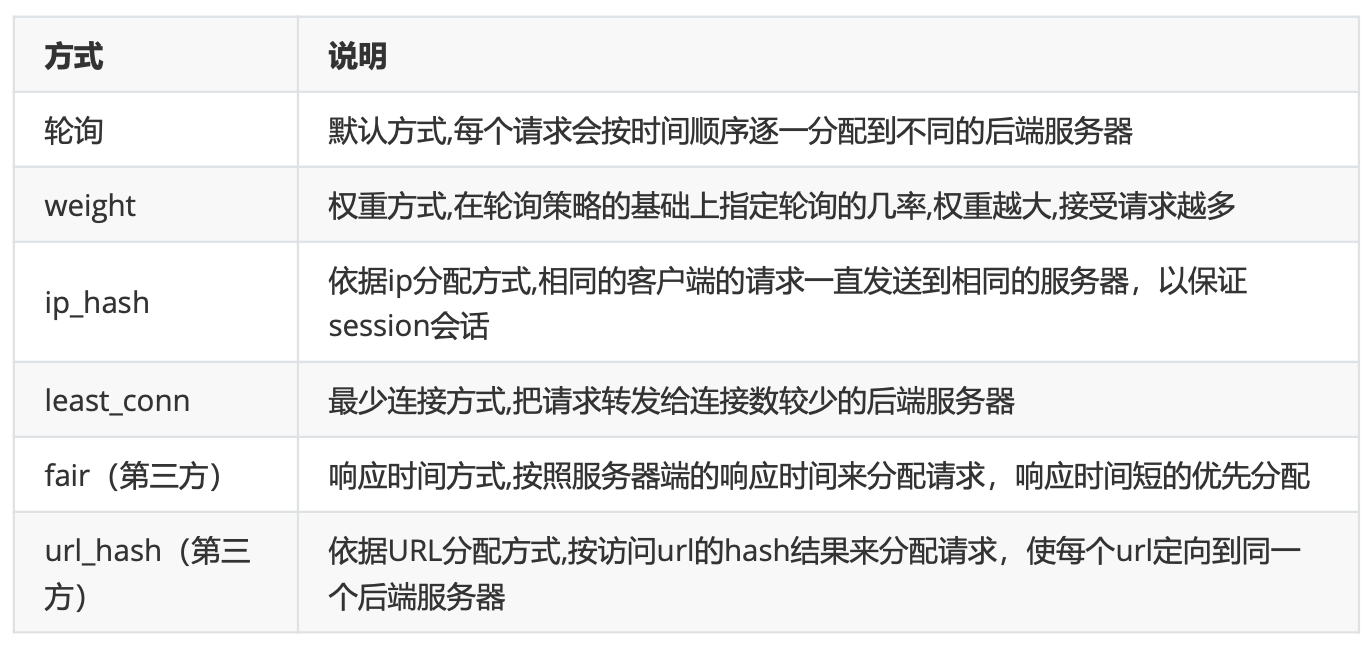 方式
说明
轮询
默认方式,每个请求会按时间顺序逐一分配到不同的后端服务器
weight
权重方式,在轮询策略的基础上指定轮询的几率,权重越大,接受请求越多
ip_hash
依据ip分配方式,相同的客户端的请求一直发送到相同的服务器，以保证
session会话
least_conn
最少连接方式,把请求转发给连接数较少的后端服务器
fair（第三方）
响应时间方式,按照服务器端的响应时间来分配请求，响应时间短的优先分配
url_hash（第三
方）
依据URL分配方式,按访问url的hash结果来分配请求，使每个url定向到同一
个后端服务器